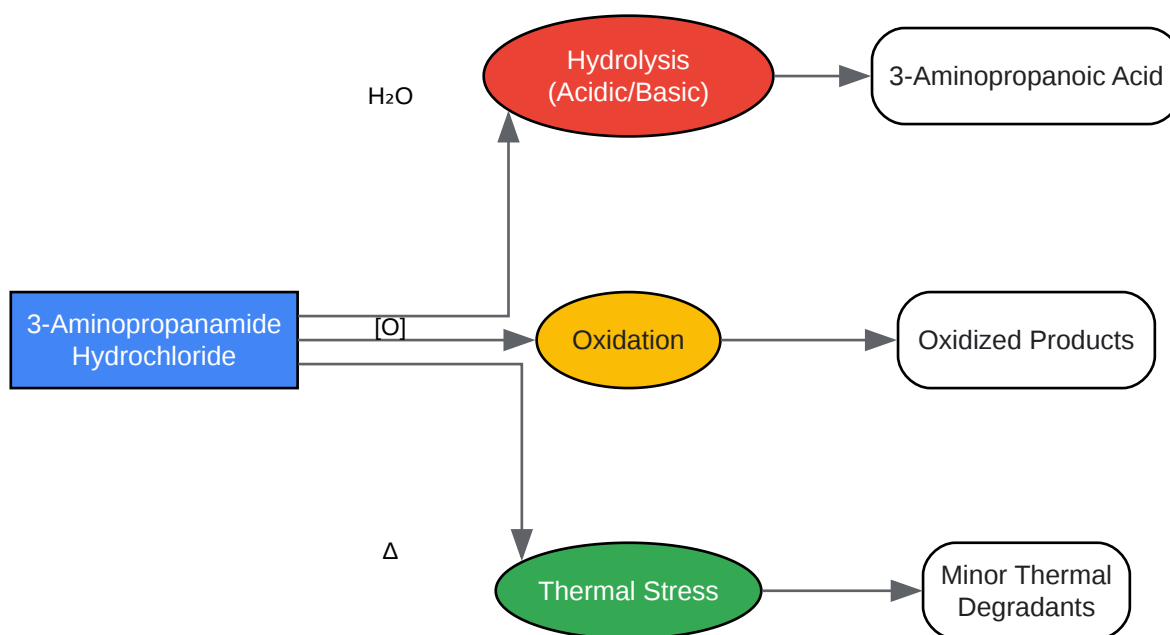 Hydrolysis
(Acidic/Basic)
3-Aminopropanoic Acid
H₂O
3-Aminopropanamide
Hydrochloride
[O]
Oxidation
Oxidized Products
Δ
Thermal Stress
Minor Thermal
Degradants